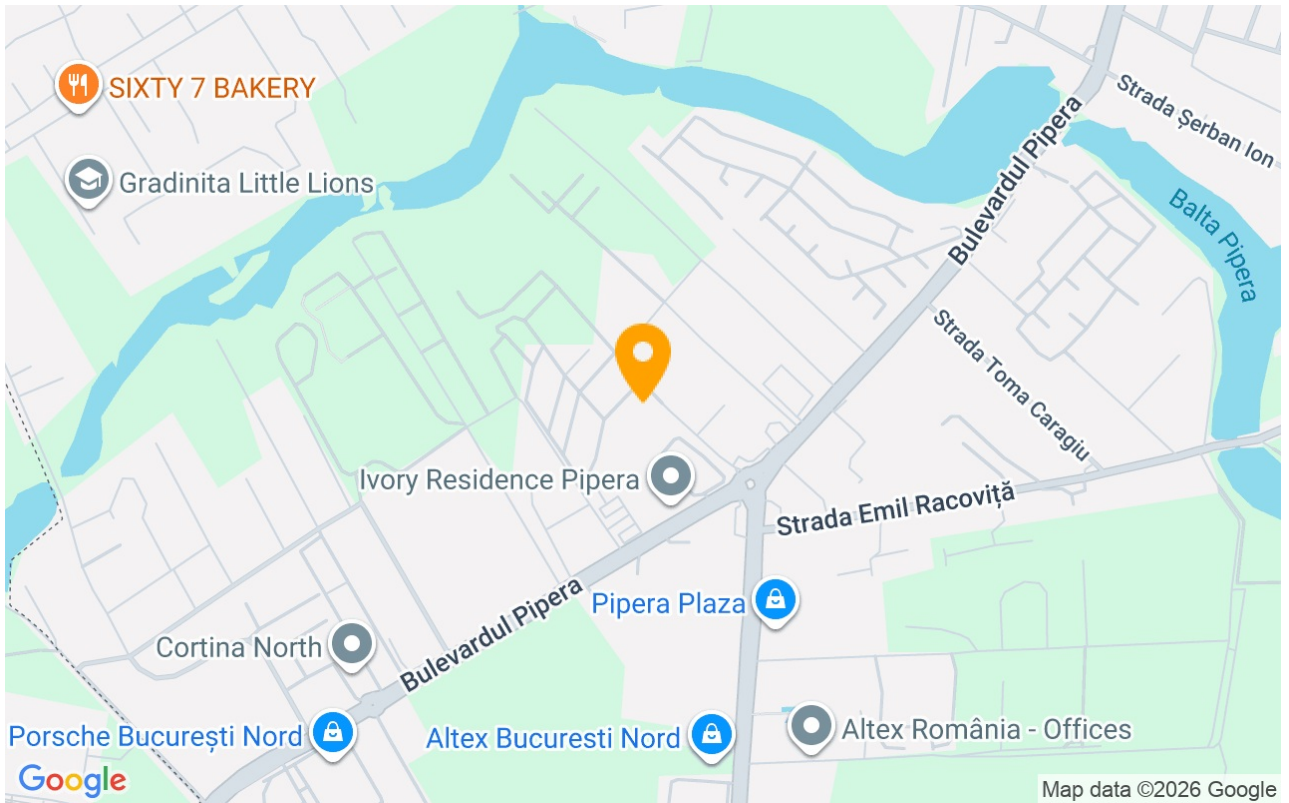 SIXTY 7 BAKERY
Gradinita Little Lions
Strada Șerban Ion
Bulevardul Pipera
Balta Pipera
Strada Toma Caragiu
Ivory Residence Pipera
Strada Emil Racoviță
Pipera Plaza
Bulevardul Pipera
Cortina North
Porsche București Nord
Altex Bucuresti Nord
Altex România - Offices
Google
Map data ©2026 Google